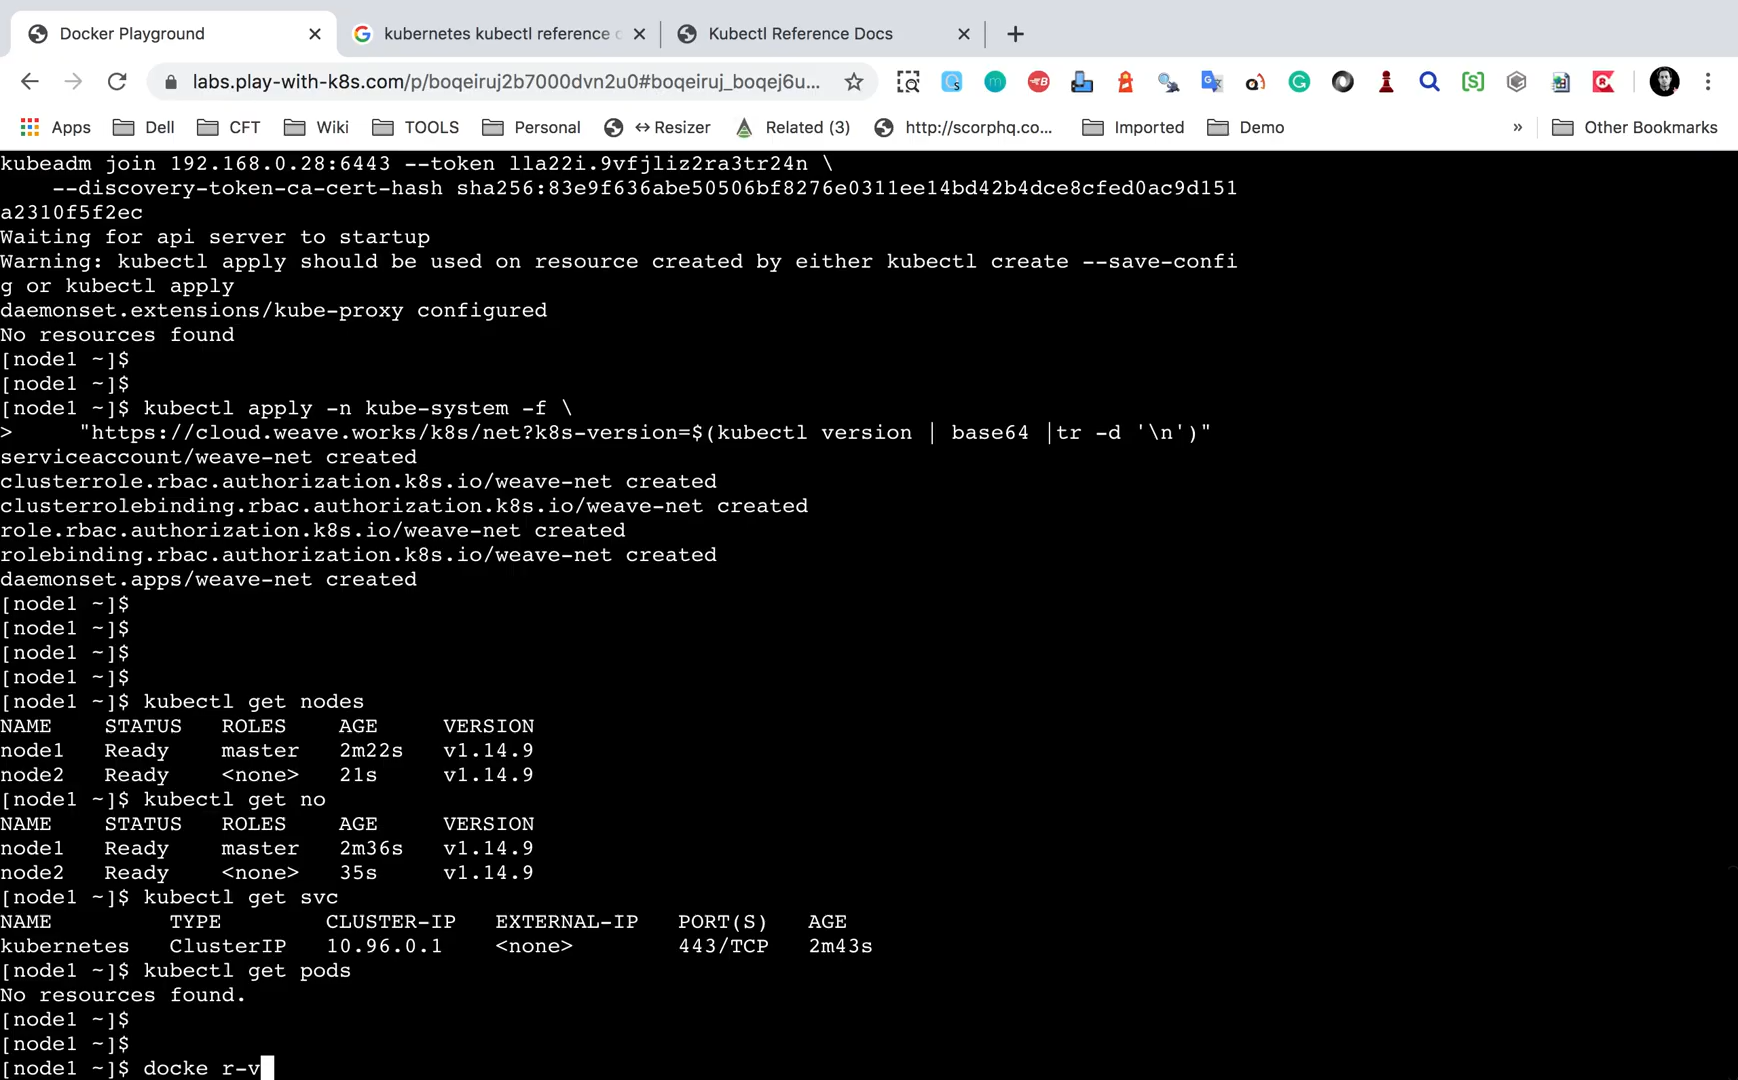 Docker Playground
kubernetes kubectl reference
Kubectl Reference Docs
labs.play-with-k8s.com/p/boqeiruj2b7000dvn2u0#boqeiruj_boqej6u...
Apps Dell CFT Wiki TOOLS Personal ↔Resizer Related (3) http://scorphq.co... Imported Demo » Other Bookmarks
kubeadm join 192.168.0.28:6443 --token lla22i.9vfjliz2ra3tr24n \
    --discovery-token-ca-cert-hash sha256:83e9f636abe50506bf8276e0311ee14bd42b4dce8cfed0ac9d151
a2310f5f2ec
Waiting for api server to startup
Warning: kubectl apply should be used on resource created by either kubectl create --save-confi
g or kubectl apply
daemonset.extensions/kube-proxy configured
No resources found
[node1 ~]$
[node1 ~]$
[node1 ~]$ kubectl apply -n kube-system -f \
>     "https://cloud.weave.works/k8s/net?k8s-version=$(kubectl version | base64 |tr -d '\n')"
serviceaccount/weave-net created
clusterrole.rbac.authorization.k8s.io/weave-net created
clusterrolebinding.rbac.authorization.k8s.io/weave-net created
role.rbac.authorization.k8s.io/weave-net created
rolebinding.rbac.authorization.k8s.io/weave-net created
daemonset.apps/weave-net created
[node1 ~]$
[node1 ~]$
[node1 ~]$
[node1 ~]$
[node1 ~]$ kubectl get nodes
NAME    STATUS   ROLES    AGE     VERSION
node1   Ready    master   2m22s   v1.14.9
node2   Ready    <none>   21s     v1.14.9
[node1 ~]$ kubectl get no
NAME    STATUS   ROLES    AGE     VERSION
node1   Ready    master   2m36s   v1.14.9
node2   Ready    <none>   35s     v1.14.9
[node1 ~]$ kubectl get svc
NAME         TYPE        CLUSTER-IP   EXTERNAL-IP   PORT(S)   AGE
kubernetes   ClusterIP   10.96.0.1    <none>        443/TCP   2m43s
[node1 ~]$ kubectl get pods
No resources found.
[node1 ~]$
[node1 ~]$
[node1 ~]$ docke r-v